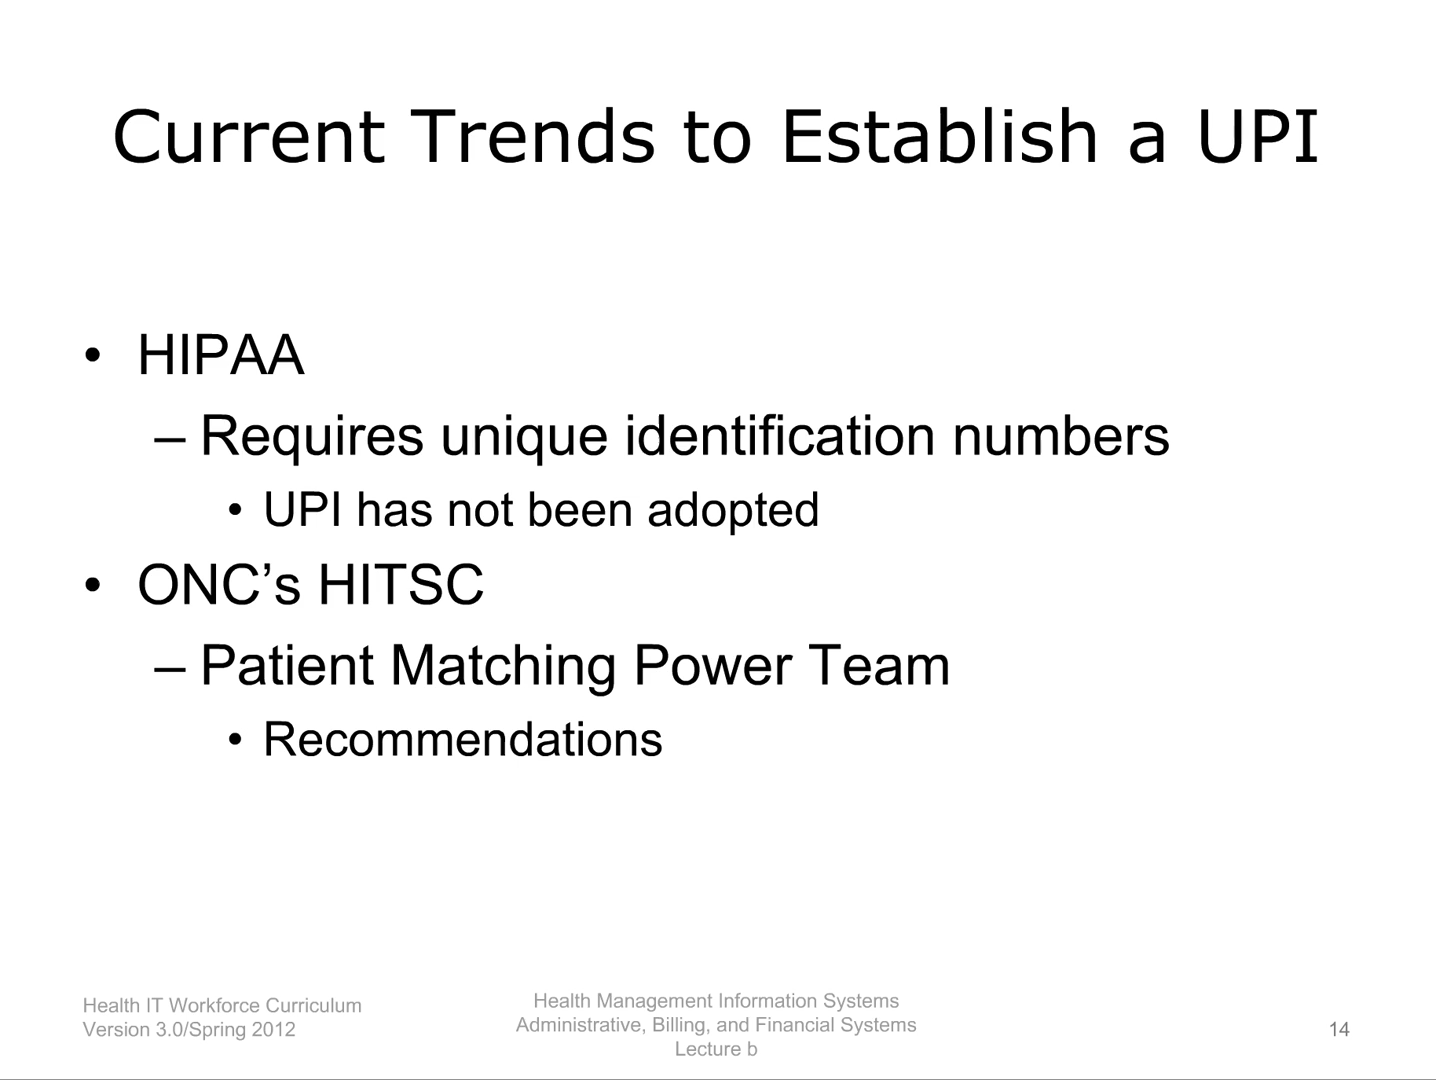 Current Trends to Establish a UPI
• HIPAA
– Requires unique identification numbers
• UPI has not been adopted
• ONC’s HITSC
– Patient Matching Power Team
• Recommendations
Health IT Workforce Curriculum
Version 3.0/Spring 2012
Health Management Information Systems
Administrative, Billing, and Financial Systems
Lecture b
14